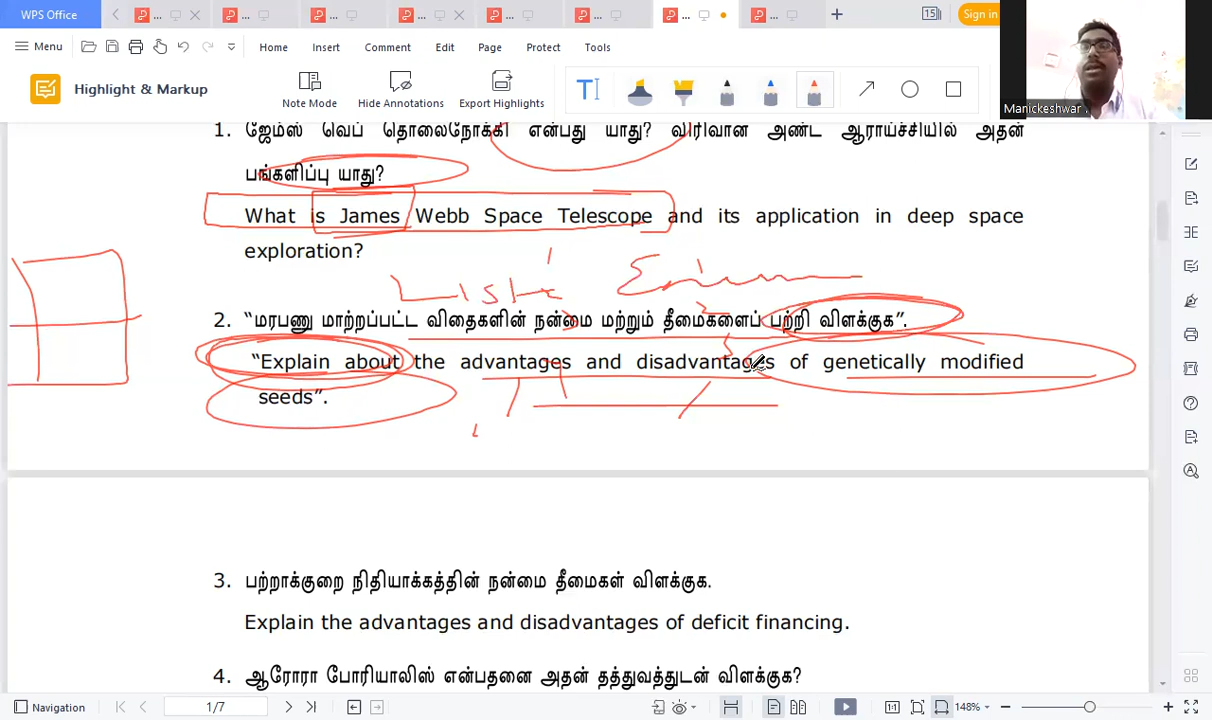 WPS Office
...
...
...
...
...
...
...
...
15
Sign in
Menu
Home
Insert
Comment
Edit
Page
Protect
Tools
Highlight & Markup
Note Mode
Hide Annotations
Export Highlights
Manickeshwar
1. ஜேம்ஸ் வெப் தொலைநோக்கி என்பது யாது? விரிவான அண்ட ஆராய்ச்சியில் அதன்
பங்களிப்பு யாது?
What is James Webb Space Telescope and its application in deep space
exploration?
List
2. “மரபணு மாற்றப்பட்ட விதைகளின் நன்மை மற்றும் தீமைகளைப் பற்றி விளக்குக”.
“Explain about the advantages and disadvantages of genetically modified
seeds”.
3. பற்றாக்குறை நிதியாக்கத்தின் நன்மை தீமைகள் விளக்குக.
Explain the advantages and disadvantages of deficit financing.
4. ஆரோரா போரியாலிஸ் என்பதனை அதன் தத்துவத்துடன் விளக்குக?
Navigation
1/7
1:1
148%